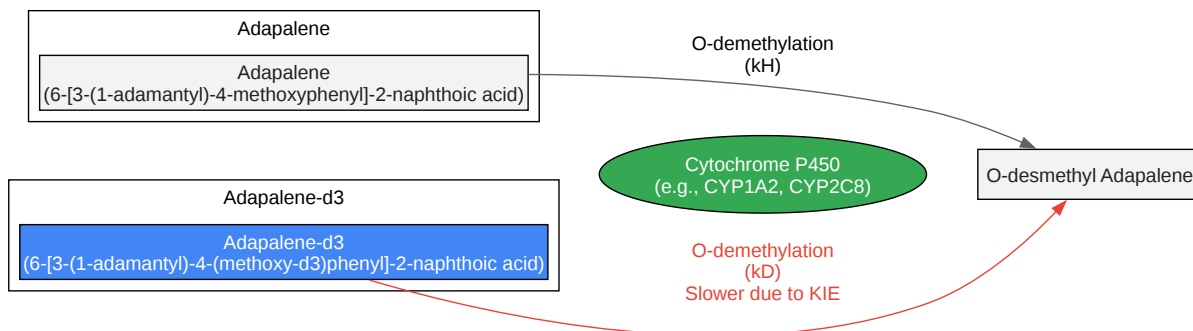 Adapalene
Adapalene
(6-[3-(1-adamantyl)-4-methoxyphenyl]-2-naphthoic acid)
O-demethylation
(kH)
Cytochrome P450
(e.g., CYP1A2, CYP2C8)
O-desmethyl Adapalene
Adapalene-d3
Adapalene-d3
(6-[3-(1-adamantyl)-4-(methoxy-d3)phenyl]-2-naphthoic acid)
O-demethylation
(kD)
Slower due to KIE